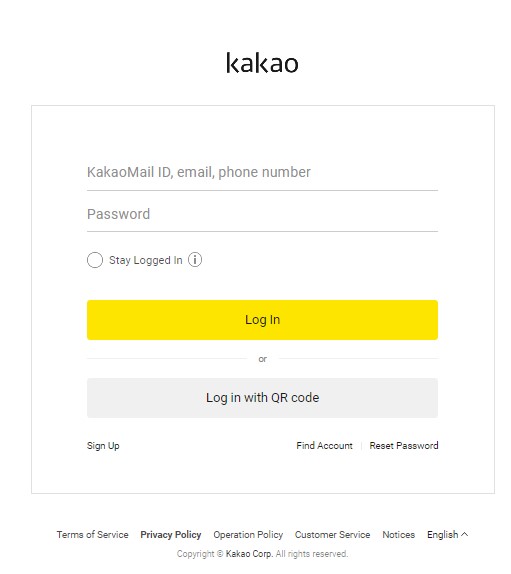 kakao
KakaoMail ID, email, phone number
Password
Stay Logged In
Log In
or
Log in with QR code
Sign Up Find Account Reset Password
Terms of Service Privacy Policy Operation Policy Customer Service Notices English
Copyright © Kakao Corp. All rights reserved.